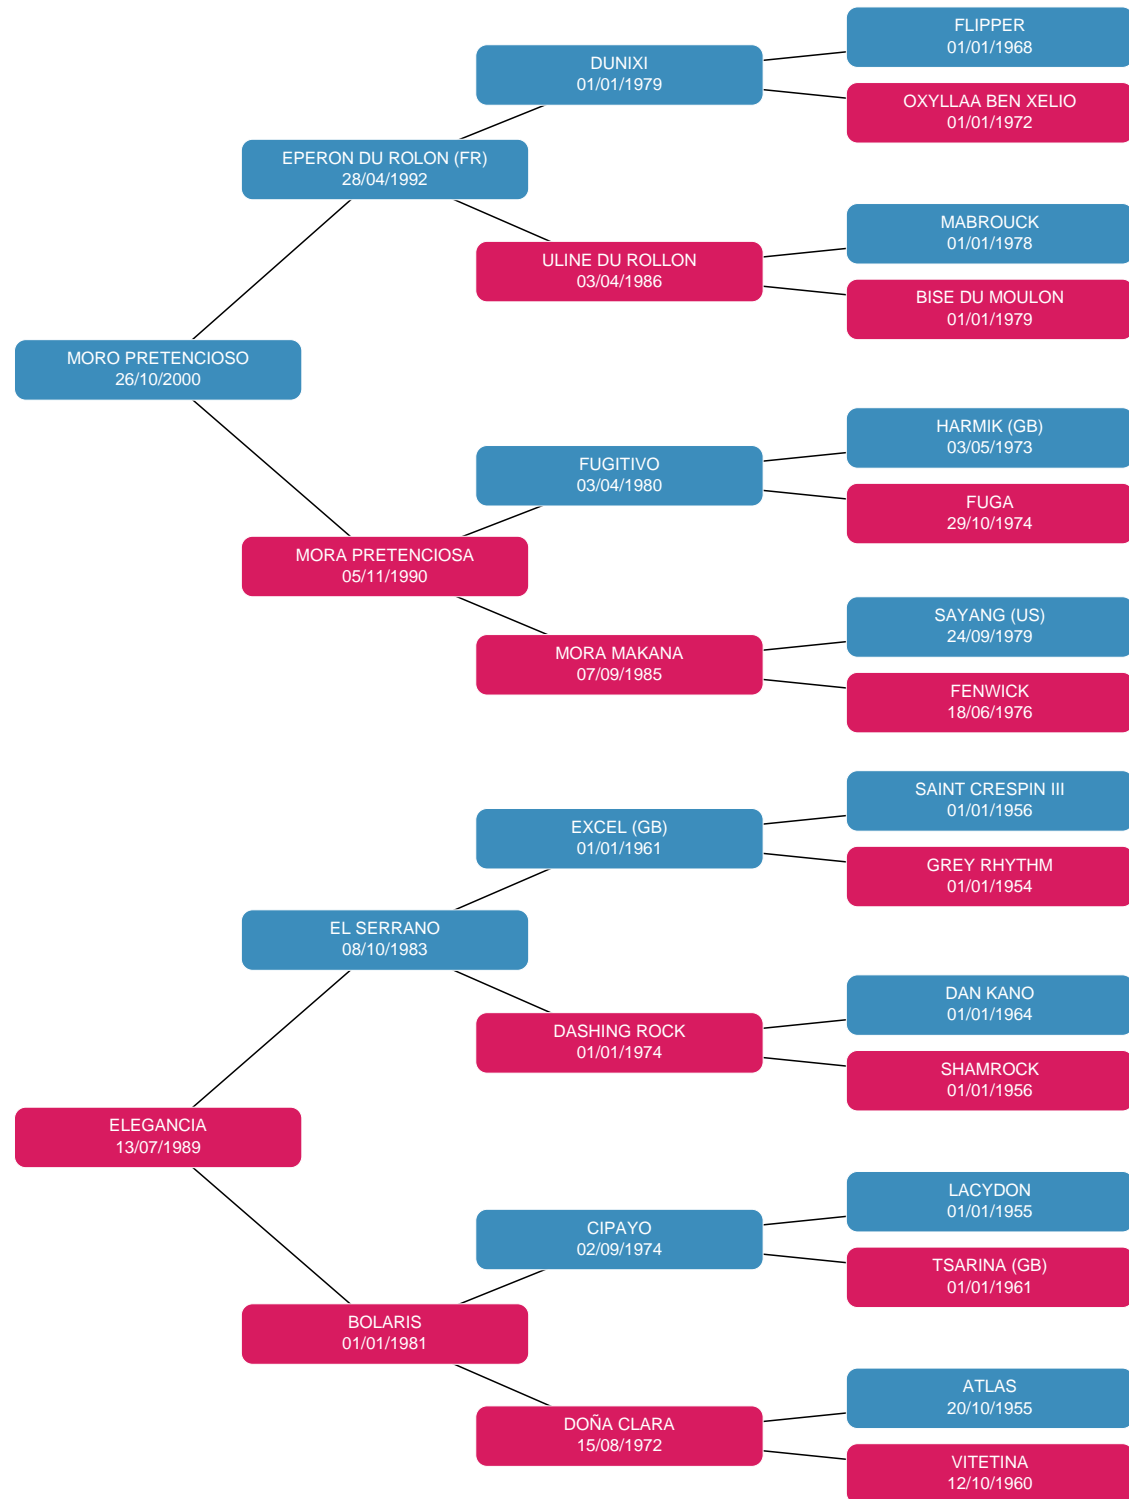 FLIPPER
01/01/1968
DUNIXI
01/01/1979
OXYLLAA BEN XELIO
01/01/1972
EPERON DU ROLON (FR)
28/04/1992
MABROUCK
01/01/1978
ULINE DU ROLLON
03/04/1986
BISE DU MOULON
01/01/1979
MORO PRETENCIOSO
26/10/2000
HARMIK (GB)
03/05/1973
FUGITIVO
03/04/1980
FUGA
29/10/1974
MORA PRETENCIOSA
05/11/1990
SAYANG (US)
24/09/1979
MORA MAKANA
07/09/1985
FENWICK
18/06/1976
SAINT CRESPIN III
01/01/1956
EXCEL (GB)
01/01/1961
GREY RHYTHM
01/01/1954
EL SERRANO
08/10/1983
DAN KANO
01/01/1964
DASHING ROCK
01/01/1974
SHAMROCK
01/01/1956
ELEGANCIA
13/07/1989
LACYDON
01/01/1955
CIPAYO
02/09/1974
TSARINA (GB)
01/01/1961
BOLARIS
01/01/1981
ATLAS
20/10/1955
DOÑA CLARA
15/08/1972
VITETINA
12/10/1960